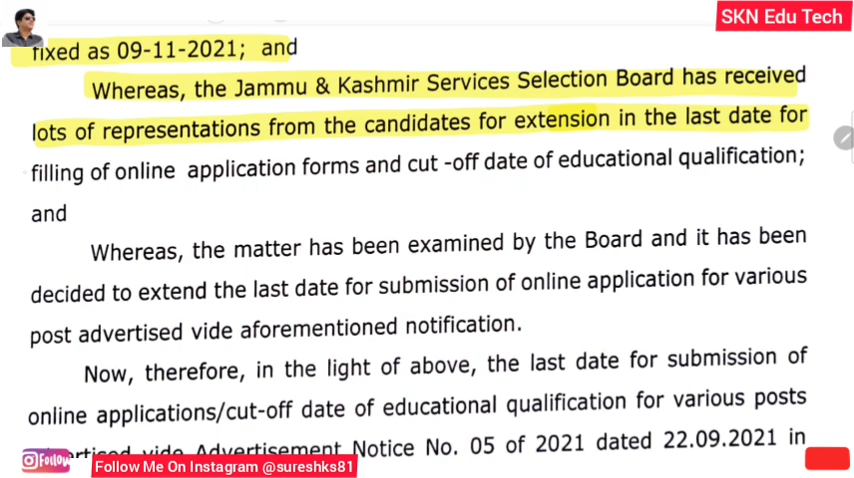 SKN Edu Tech
fixed as 09-11-2021; and
Whereas, the Jammu & Kashmir Services Selection Board has received
lots of representations from the candidates for extension in the last date for
filling of online application forms and cut -off date of educational qualification;
and
Whereas, the matter has been examined by the Board and it has been
decided to extend the last date for submission of online application for various
post advertised vide aforementioned notification.
Now, therefore, in the light of above, the last date for submission of
online applications/cut-off date of educational qualification for various posts
advertised vide Advertisement Notice No. 05 of 2021 dated 22.09.2021 in
Follow
Follow Me On Instagram @sureshks81